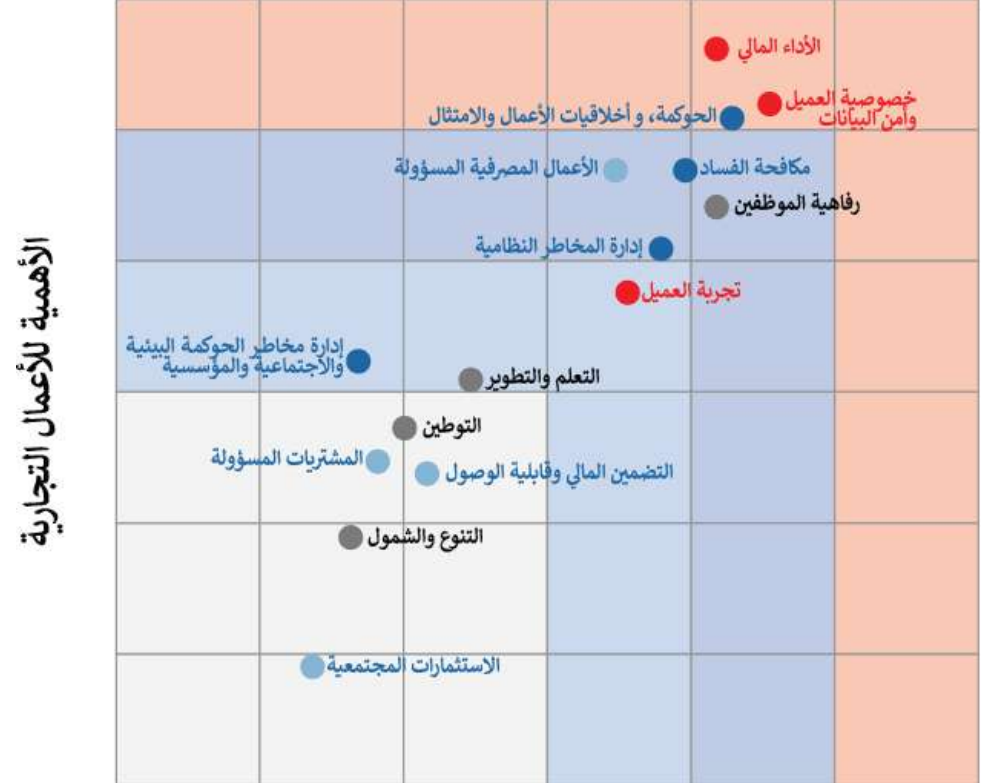 الأداء المالي
خصوصية العميل
وأمن البيانات
الحوكمة، و أخلاقيات الأعمال والامتثال
مكافحة الفساد
الأعمال المصرفية المسؤولة
رفاهية الموظفين
إدارة المخاطر النظامية
تجربة العميل
إدارة مخاطر الحوكمة البيئية
والاجتماعية والمؤسسية
التعلم والتطوير
التوطين
المشتريات المسؤولة
التضمين المالي وقابلية الوصول
التنوع والشمول
الاستثمارات المجتمعية
الأهمية للأعمال التجارية